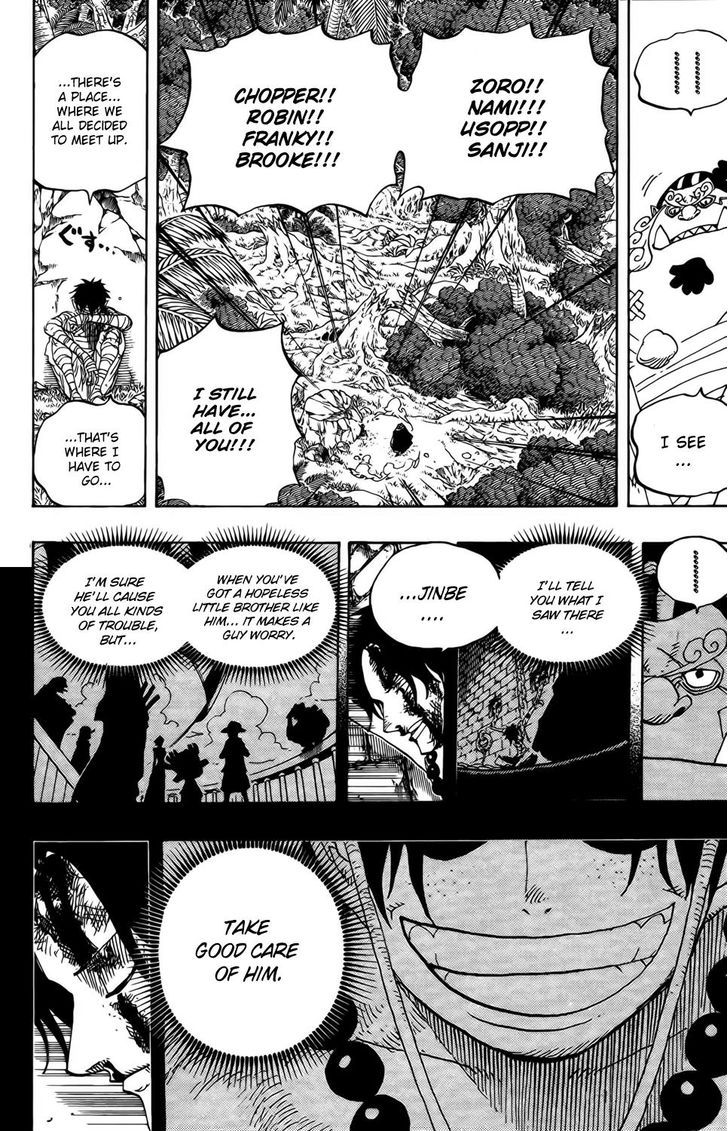 !!
..........
I SEE
...
ZORO!!
NAMI!!!
USOPP!!
SANJI!!
CHOPPER!!
ROBIN!!
FRANKY!!
BROOKE!!!
I STILL
HAVE...
ALL OF
YOU!!!
...THERE'S
A PLACE...
WHERE WE
ALL DECIDED
TO MEET UP.
ぐすっ...
...THAT'S
WHERE I
HAVE TO
GO...
I'LL TELL
YOU WHAT I
SAW THERE
...
...JINBE
....
WHEN YOU'VE
GOT A HOPELESS
LITTLE BROTHER LIKE
HIM... IT MAKES A
GUY WORRY.
I'M SURE
HE'LL CAUSE
YOU ALL KINDS
OF TROUBLE,
BUT...
TAKE
GOOD CARE
OF HIM.